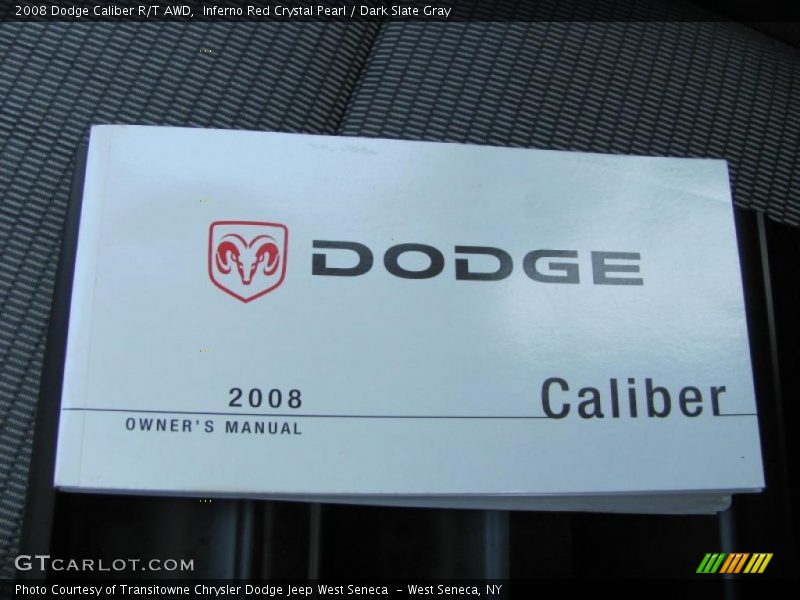 2008 Dodge Caliber R/T AWD,  Inferno Red Crystal Pearl / Dark Slate Gray
DODGE
2008
Caliber
OWNER'S MANUAL
GTCARLOT.COM
Photo Courtesy of Transitowne Chrysler Dodge Jeep West Seneca  - West Seneca, NY